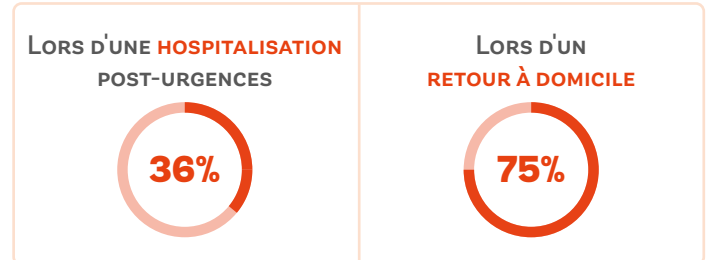 Lors d'une hospitalisation
post-urgences
36%
Lors d'un
retour à domicile
75%